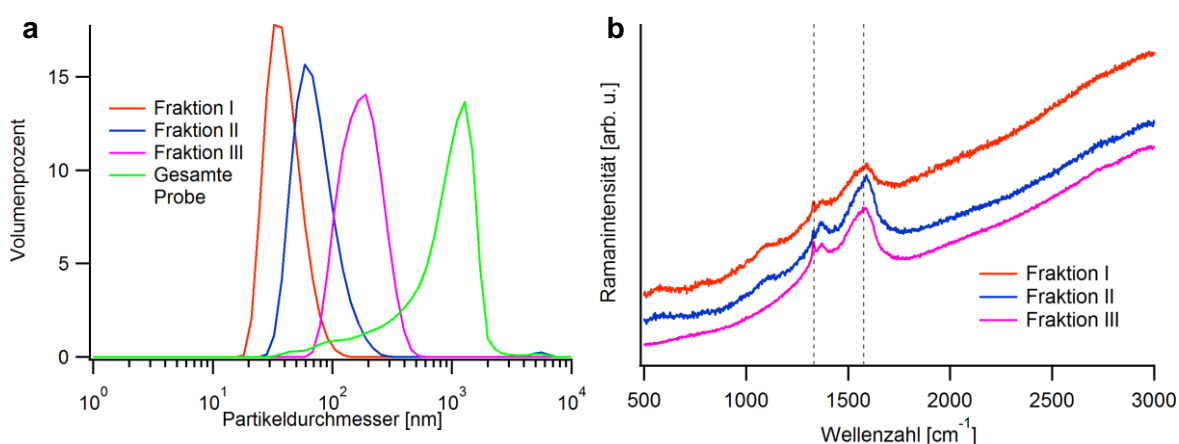 a
Volumenprozent
15
10
5
0
Fraktion I
Fraktion II
Fraktion III
Gesamte
Probe
10^0
10^1
10^2
10^3
10^4
Partikeldurchmesser [nm]
b
Ramanintensität [arb. u.]
Fraktion I
Fraktion II
Fraktion III
500
1000
1500
2000
2500
3000
Wellenzahl [cm^-1]